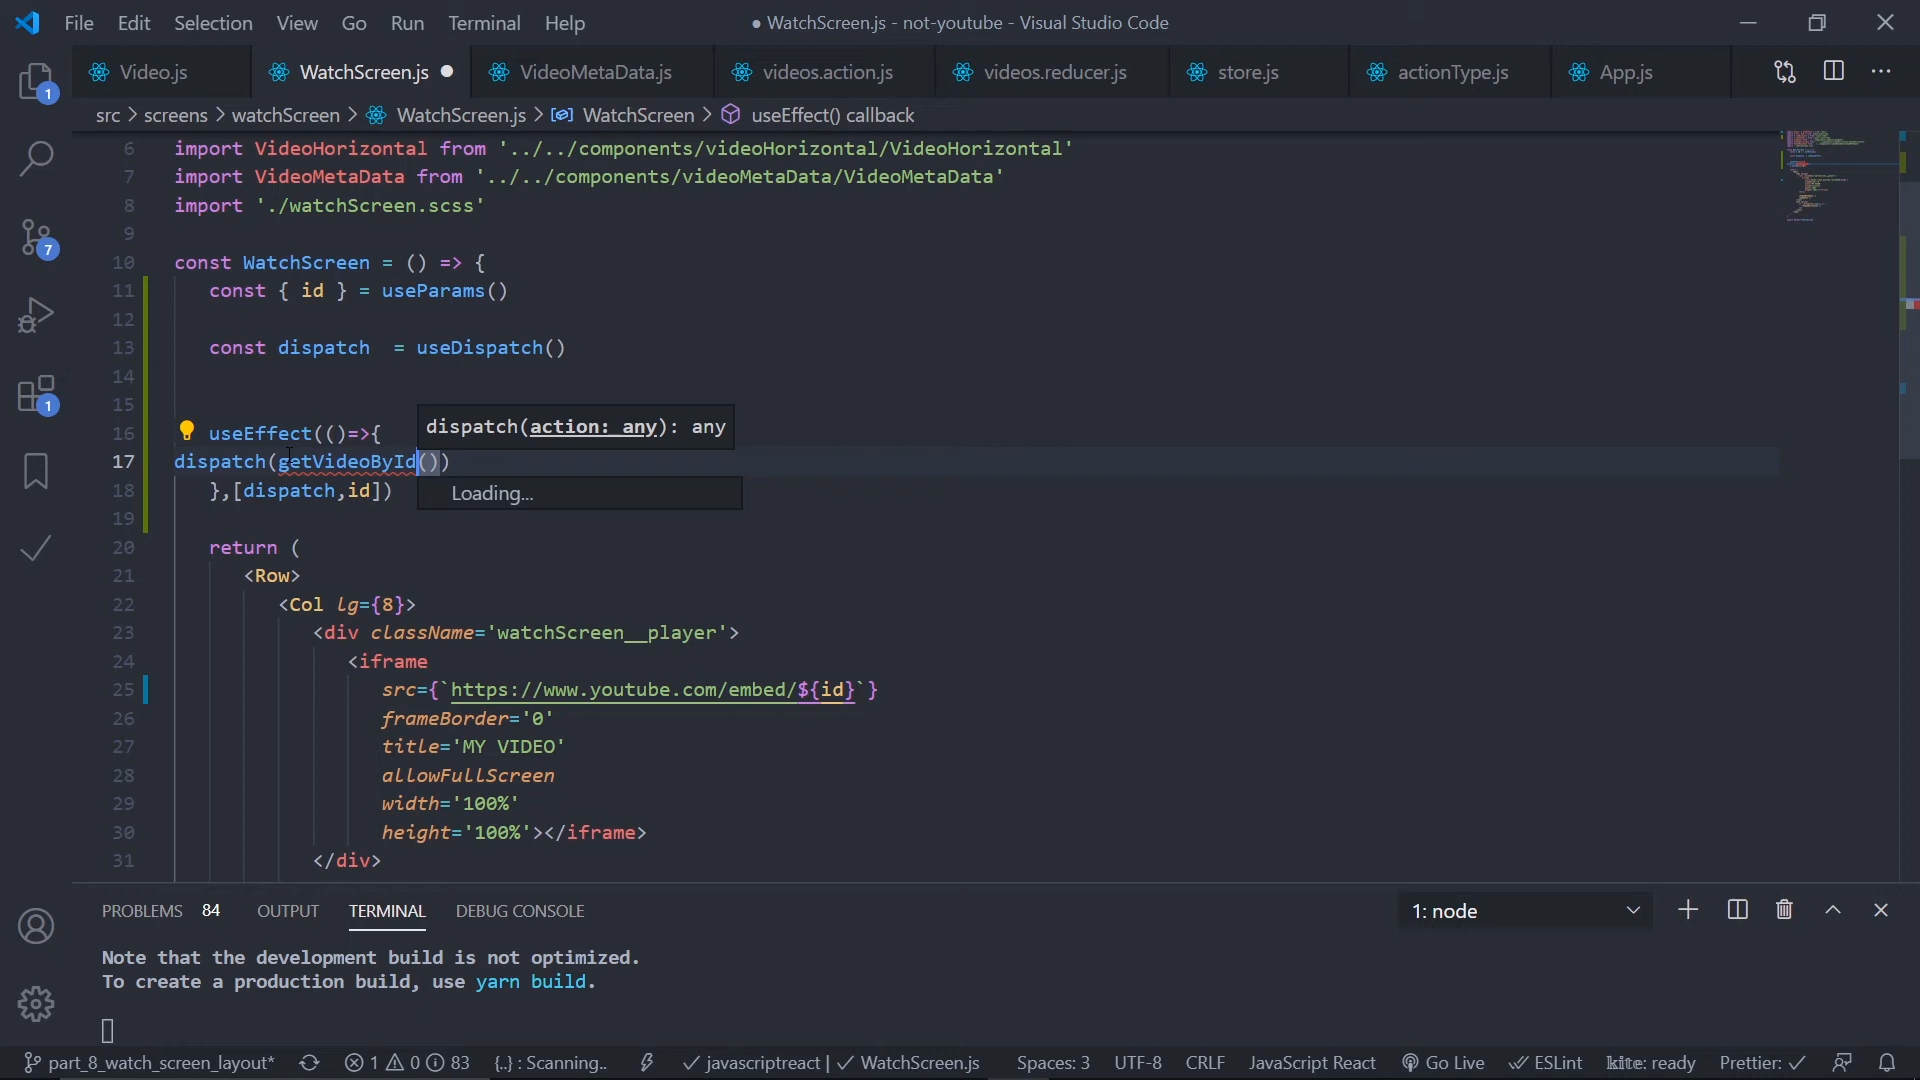 File Edit Selection View Go Run Terminal Help ● WatchScreen.js - not-youtube - Visual Studio Code
Video.js WatchScreen.js VideoMetaData.js videos.action.js videos.reducer.js store.js actionType.js App.js
src > screens > watchScreen > WatchScreen.js > WatchScreen > useEffect() callback
6 import VideoHorizontal from '../../components/videoHorizontal/VideoHorizontal'
7 import VideoMetaData from '../../components/videoMetaData/VideoMetaData'
8 import './watchScreen.scss'
9
10 const WatchScreen = () => {
11 const { id } = useParams()
12
13 const dispatch  = useDispatch()
14
15
dispatch(action: any): any
16 useEffect(()=>{
17 dispatch(getVideoById())
18 },[dispatch,id])
Loading...
19
20 return (
21 <Row>
22 <Col lg={8}>
23 <div className='watchScreen__player'>
24 <iframe
25 src={`https://www.youtube.com/embed/${id}`}
26 frameBorder='0'
27 title='MY VIDEO'
28 allowFullScreen
29 width='100%'
30 height='100%'></iframe>
31 </div>
1
7
1
PROBLEMS 84 OUTPUT TERMINAL DEBUG CONSOLE 1: node
Note that the development build is not optimized.
To create a production build, use yarn build.
part_8_watch_screen_layout* 1 0 83 {..} : Scanning.. javascriptreact | WatchScreen.js Spaces: 3 UTF-8 CRLF JavaScript React Go Live ESLint kite: ready Prettier: ✓